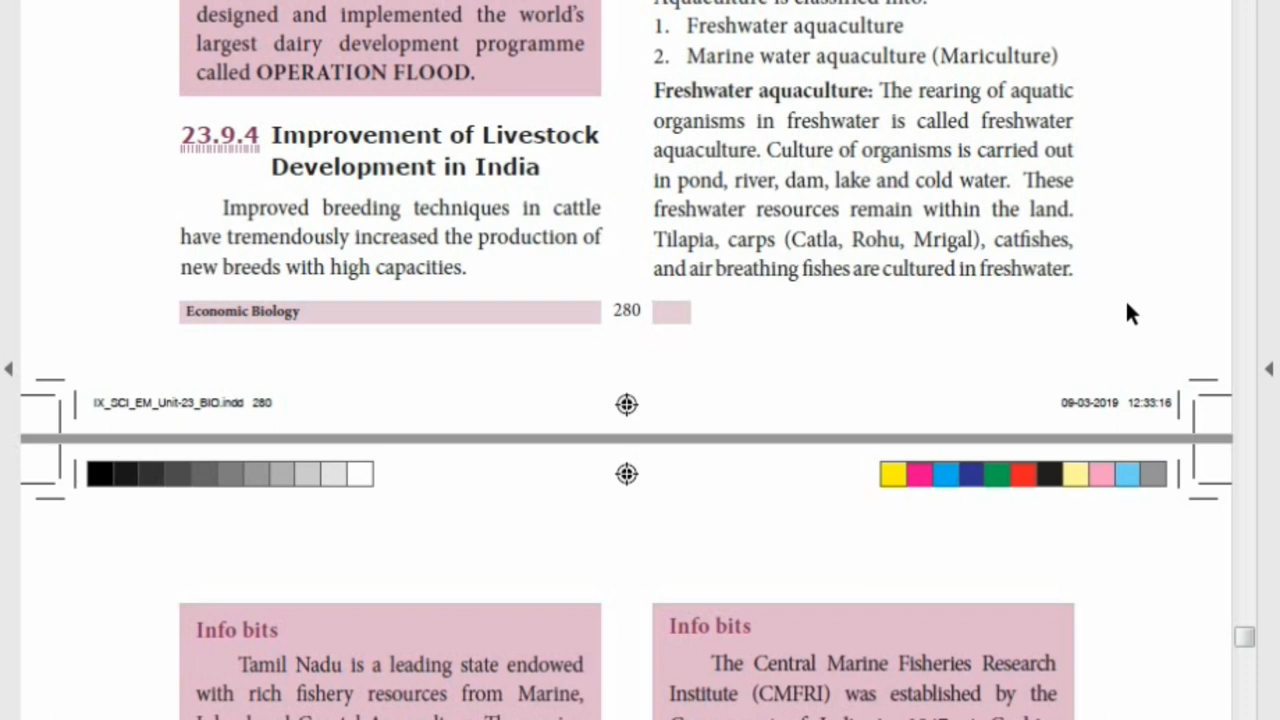 designed and implemented the world's
largest dairy development programme
called OPERATION FLOOD.
23.9.4 Improvement of Livestock
Development in India
Improved breeding techniques in cattle
have tremendously increased the production of
new breeds with high capacities.
Aquaculture is classified into:
1. Freshwater aquaculture
2. Marine water aquaculture (Mariculture)
Freshwater aquaculture: The rearing of aquatic
organisms in freshwater is called freshwater
aquaculture. Culture of organisms is carried out
in pond, river, dam, lake and cold water. These
freshwater resources remain within the land.
Tilapia, carps (Catla, Rohu, Mrigal), catfishes,
and air breathing fishes are cultured in freshwater.
Economic Biology 280
IX_SCI_EM_Unit-23_BIO.indd 280
09-03-2019 12:33:16
Info bits
Tamil Nadu is a leading state endowed
with rich fishery resources from Marine,
Info bits
The Central Marine Fisheries Research
Institute (CMFRI) was established by the